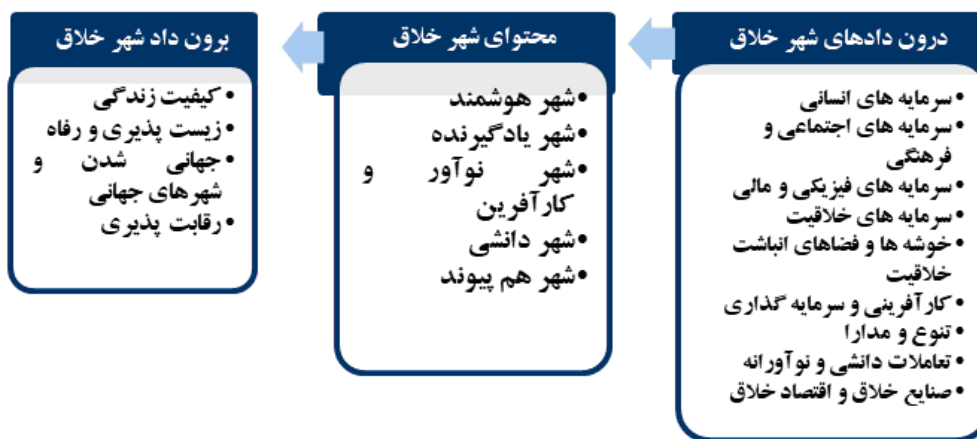 درون دادهای شهر خلاق
•سرمایه های انسانی
•سرمایه های اجتماعی و
فرهنگی
•سرمایه های فیزیکی و مالی
•سرمایه های خلاقیت
•خوشه ها و فضاهای انباشت
خلاقیت
•کارآفرینی و سرمایه گذاری
•تنوع و مدارا
•تعاملات دانشی و نوآورانه
•صنایع خلاق و اقتصاد خلاق
محتوای شهر خلاق
•شهر هوشمند
•شهر یادگیرنده
•شهر نوآور و
کارآفرین
•شهر دانشی
•شهر هم پیوند
برون داد شهر خلاق
•کیفیت زندگی
•زیست پذیری و رفاه
•جهانی شدن و
شهرهای جهانی
•رقابت پذیری